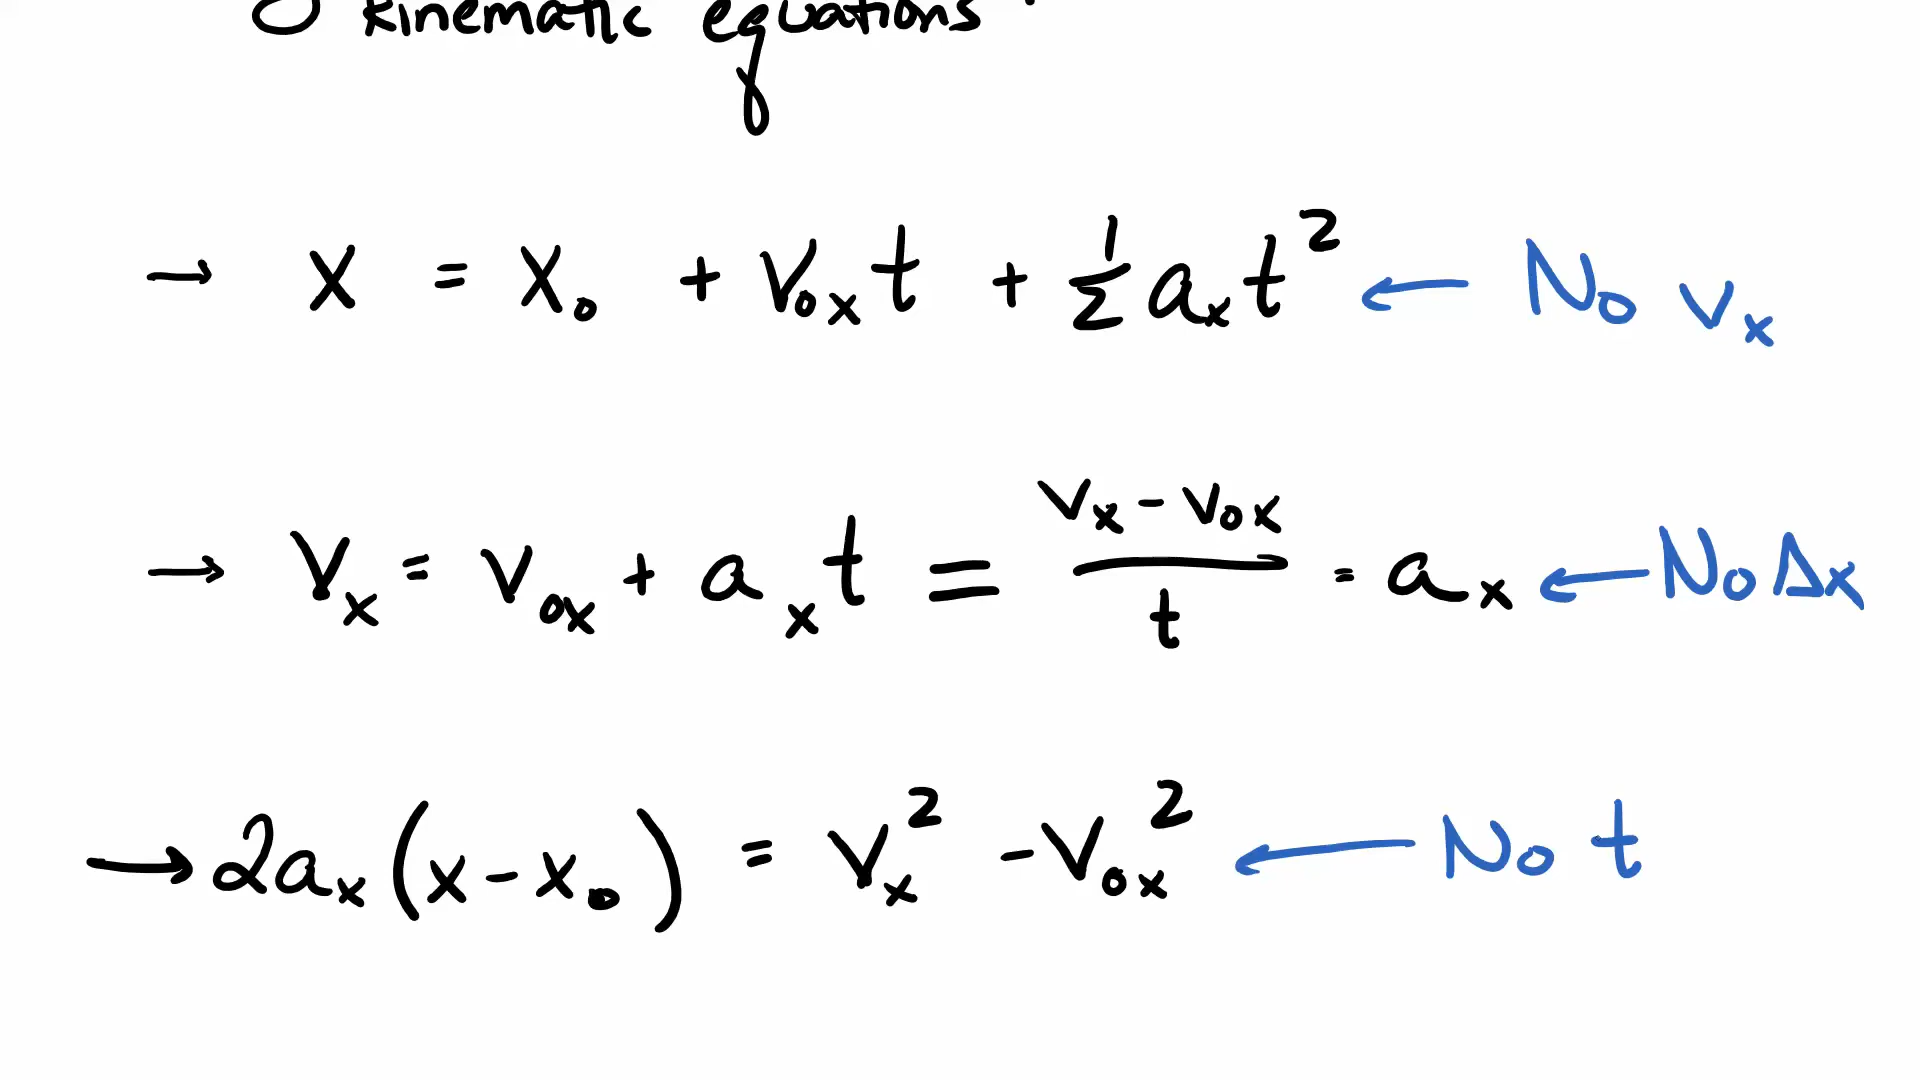 kinematic equations
→ x = x₀ + v₀ₓt + ½aₓt² ← No vₓ
→ vₓ = v₀ₓ + aₓt = (vₓ - v₀ₓ)/t = aₓ ← No Δx
→ 2aₓ(x - x₀) = vₓ² - v₀ₓ² ← No t